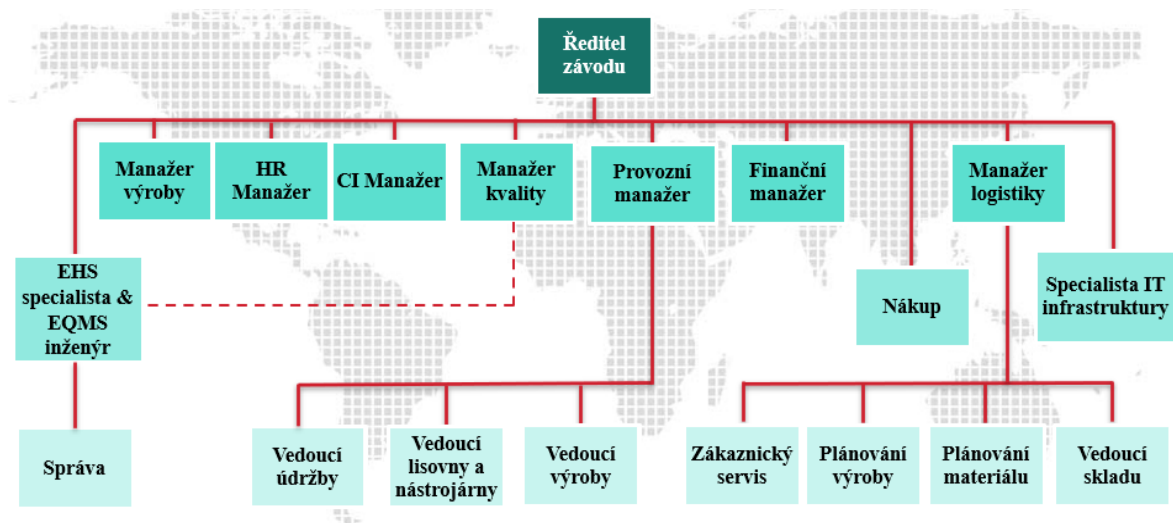 Ředitel
závodu
Manažer
výroby
HR
Manažer
CI Manažer
Manažer
kvality
Provozní
manažer
Finanční
manažer
Manažer
logistiky
EHS
specialista &
EQMS
inženýr
Nákup
Specialista IT
infrastruktury
Správa
Vedoucí
údržby
Vedoucí
lisovny a
nástrojárny
Vedoucí
výroby
Zákaznický
servis
Plánování
výroby
Plánování
materiálu
Vedoucí
skladu